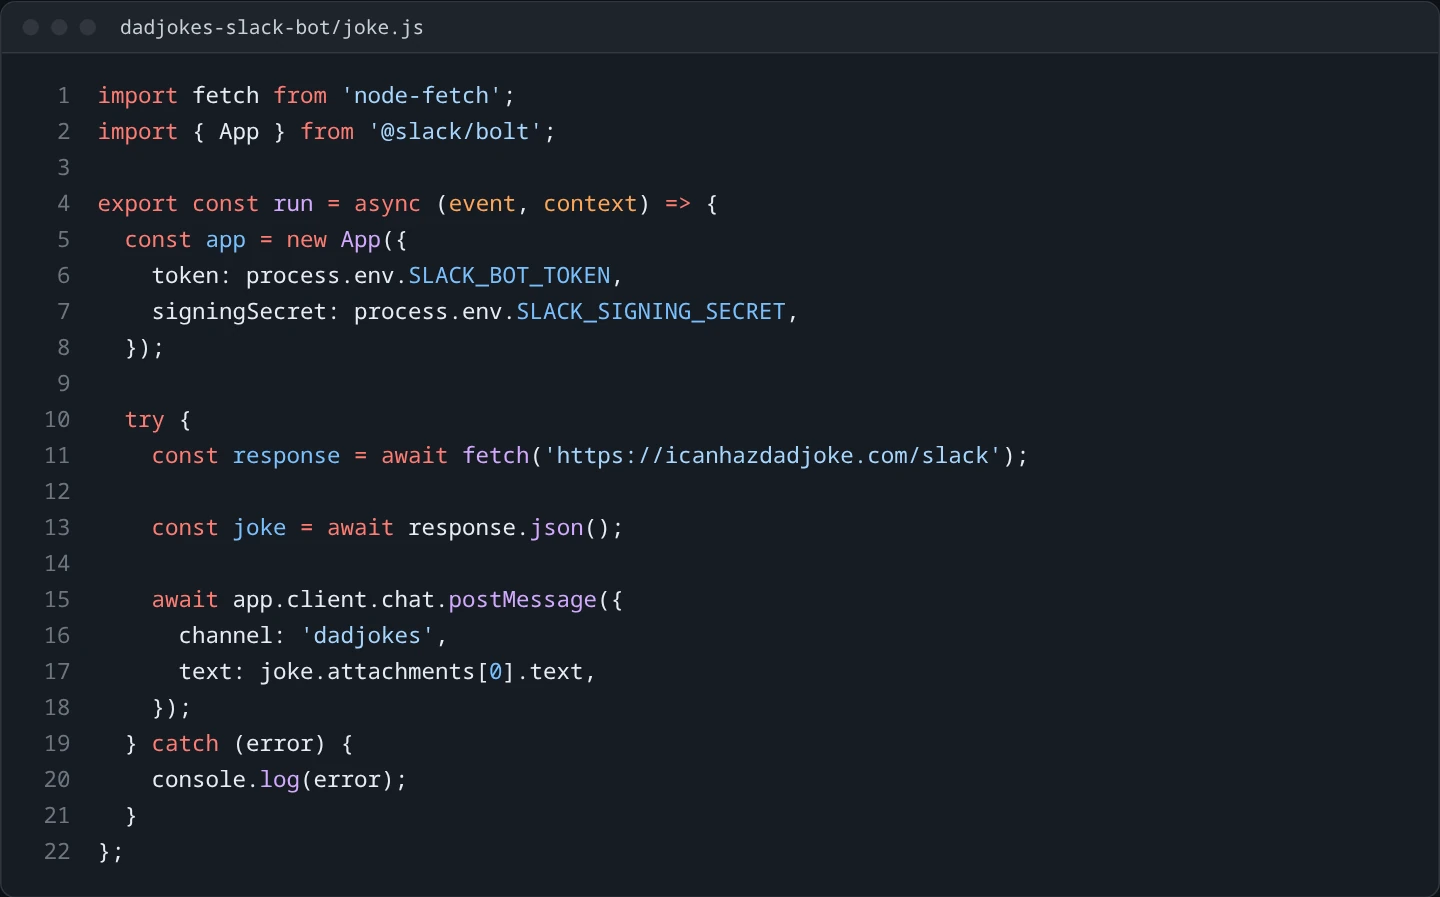 dadjokes-slack-bot/joke.js
1 import fetch from 'node-fetch';
2 import { App } from '@slack/bolt';
3
4 export const run = async (event, context) => {
5   const app = new App({
6     token: process.env.SLACK_BOT_TOKEN,
7     signingSecret: process.env.SLACK_SIGNING_SECRET,
8   });
9
10   try {
11     const response = await fetch('https://icanhazdadjoke.com/slack');
12
13     const joke = await response.json();
14
15     await app.client.chat.postMessage({
16       channel: 'dadjokes',
17       text: joke.attachments[0].text,
18     });
19   } catch (error) {
20     console.log(error);
21   }
22 };